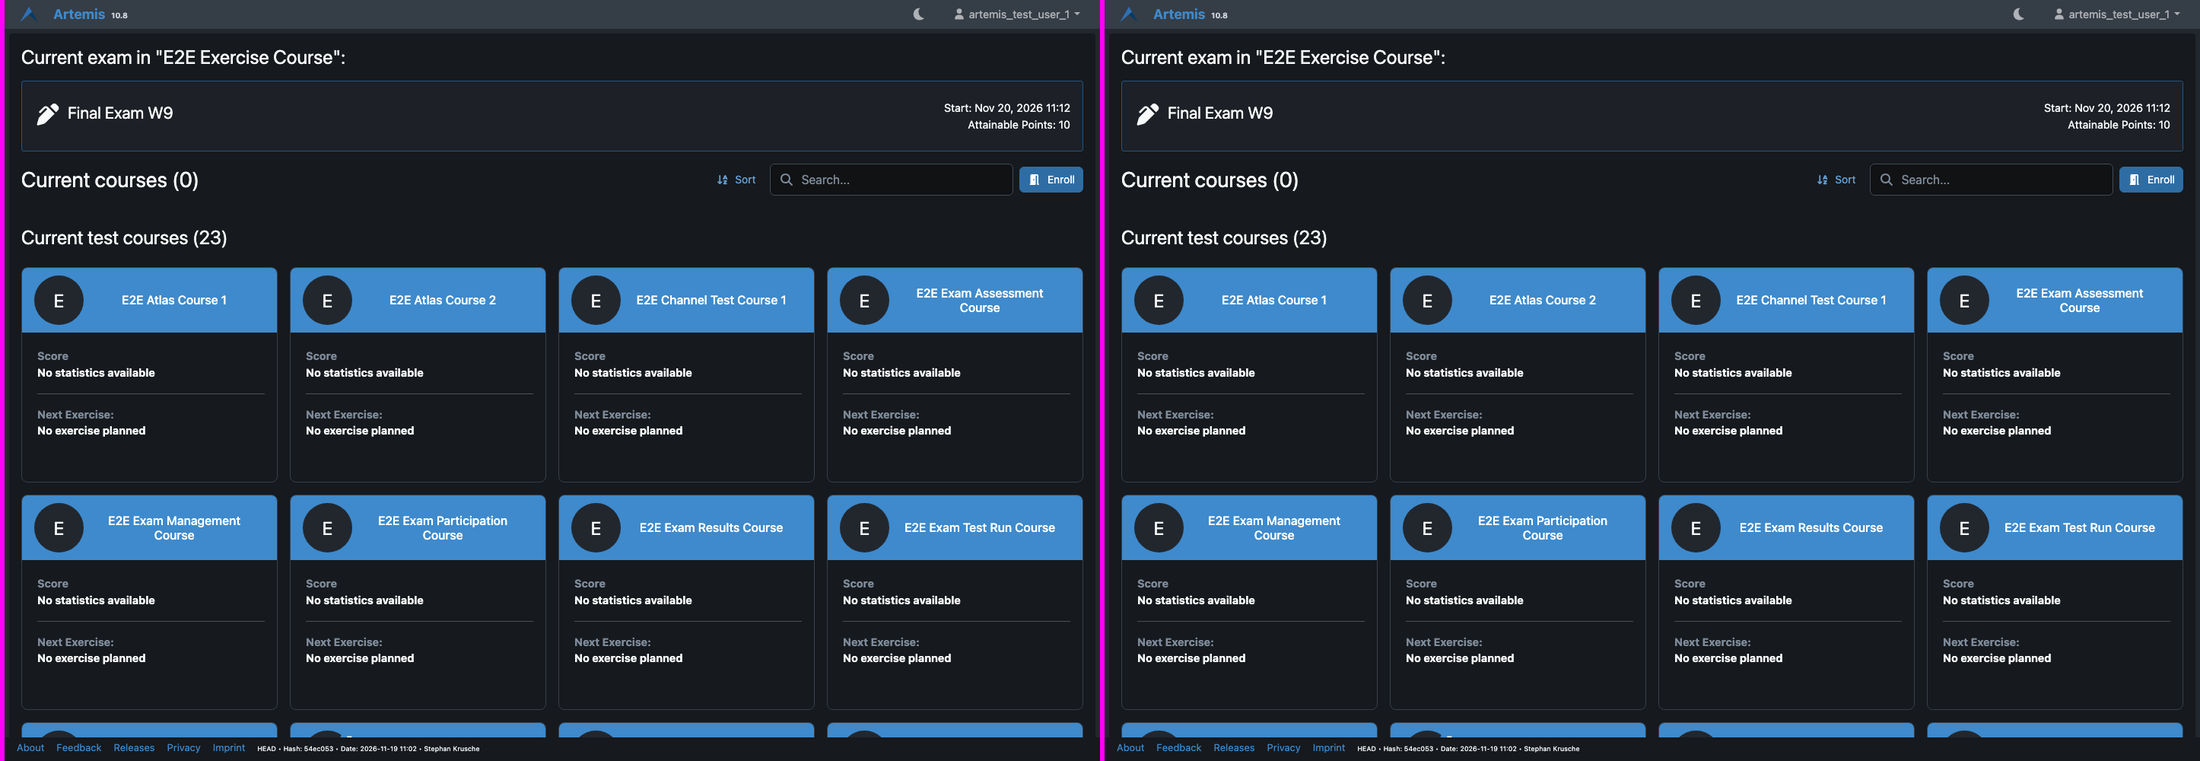 Artemis 10.8
artemis_test_user_1
Current exam in "E2E Exercise Course":
Final Exam W9
Start: Nov 20, 2026 11:12
Attainable Points: 10
Current courses (0)
Sort
Search...
Enroll
Current test courses (23)
E
E2E Atlas Course 1
E
E2E Atlas Course 2
E
E2E Channel Test Course 1
E
E2E Exam Assessment
Course
Score
No statistics available
Next Exercise:
No exercise planned
Score
No statistics available
Next Exercise:
No exercise planned
Score
No statistics available
Next Exercise:
No exercise planned
Score
No statistics available
Next Exercise:
No exercise planned
E
E2E Exam Management
Course
E
E2E Exam Participation
Course
E
E2E Exam Results Course
E
E2E Exam Test Run Course
Score
No statistics available
Next Exercise:
No exercise planned
Score
No statistics available
Next Exercise:
No exercise planned
Score
No statistics available
Next Exercise:
No exercise planned
Score
No statistics available
Next Exercise:
No exercise planned
About Feedback Releases Privacy Imprint HEAD • Hash: 54ec053 • Date: 2026-11-19 11:02 • Stephan Krusche
Artemis 10.8
artemis_test_user_1
Current exam in "E2E Exercise Course":
Final Exam W9
Start: Nov 20, 2026 11:12
Attainable Points: 10
Current courses (0)
Sort
Search...
Enroll
Current test courses (23)
E
E2E Atlas Course 1
E
E2E Atlas Course 2
E
E2E Channel Test Course 1
E
E2E Exam Assessment
Course
Score
No statistics available
Next Exercise:
No exercise planned
Score
No statistics available
Next Exercise:
No exercise planned
Score
No statistics available
Next Exercise:
No exercise planned
Score
No statistics available
Next Exercise:
No exercise planned
E
E2E Exam Management
Course
E
E2E Exam Participation
Course
E
E2E Exam Results Course
E
E2E Exam Test Run Course
Score
No statistics available
Next Exercise:
No exercise planned
Score
No statistics available
Next Exercise:
No exercise planned
Score
No statistics available
Next Exercise:
No exercise planned
Score
No statistics available
Next Exercise:
No exercise planned
About Feedback Releases Privacy Imprint HEAD • Hash: 54ec053 • Date: 2026-11-19 11:02 • Stephan Krusche